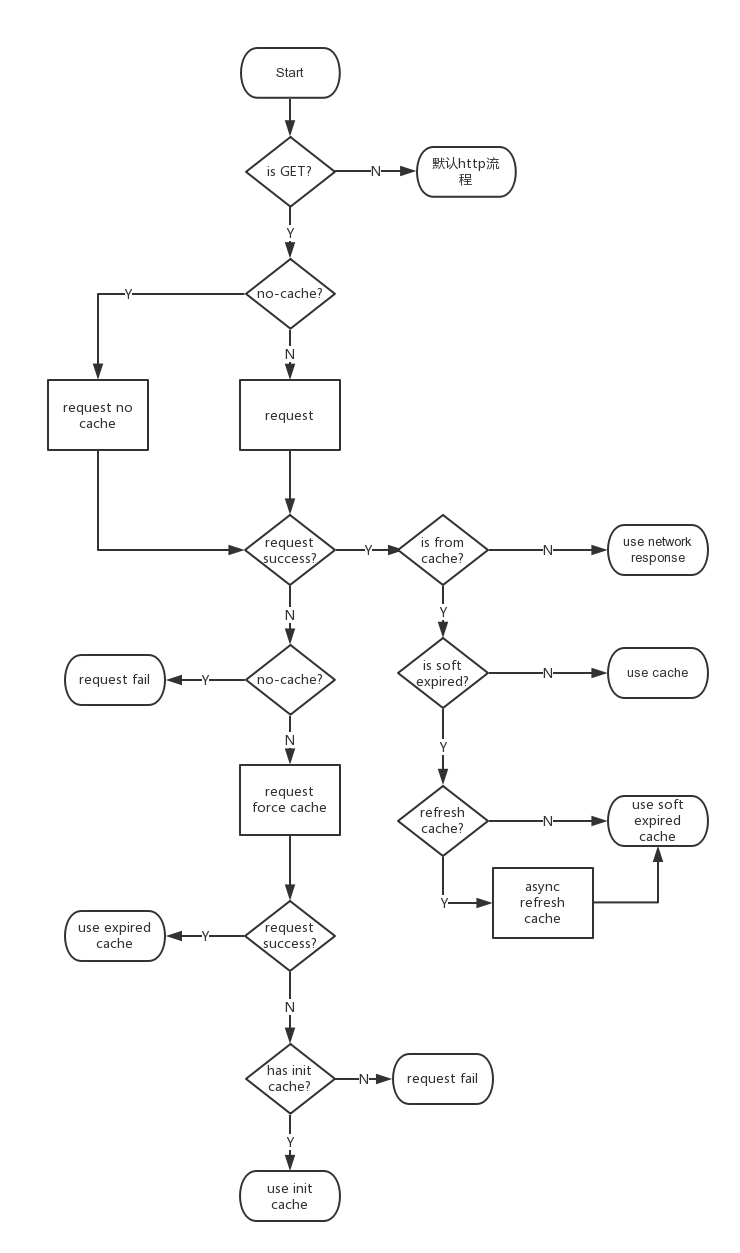 Start
is GET?
N
默认http流
程
Y
no-cache?
Y
N
request no
cache
request
request
success?
Y
is from
cache?
N
use network
response
N
Y
request fail
Y
no-cache?
is soft
expired?
N
use cache
N
Y
request
force cache
refresh
cache?
N
use soft
expired
cache
Y
async
refresh
cache
use expired
cache
Y
request
success?
N
has init
cache?
N
request fail
Y
use init
cache